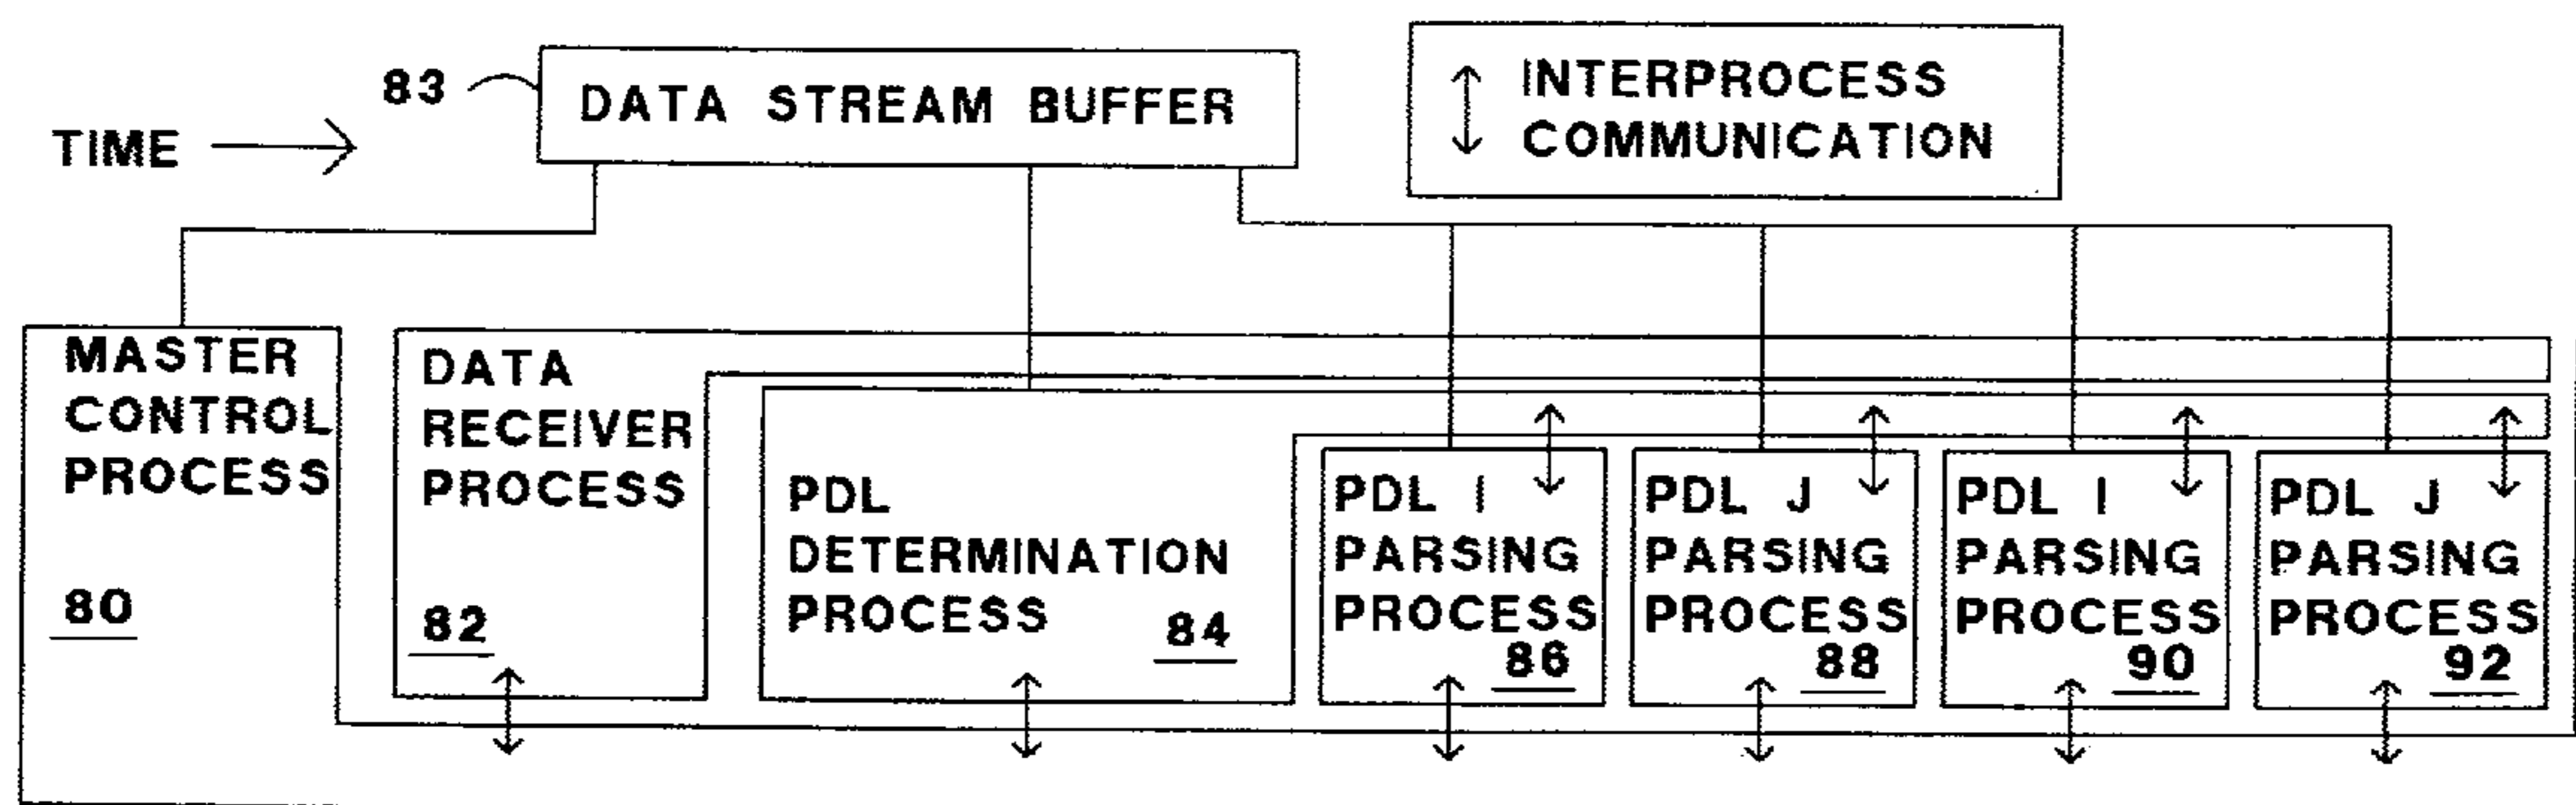 83
DATA STREAM BUFFER
INTERPROCESS
COMMUNICATION
TIME
MASTER
CONTROL
PROCESS
80
DATA
RECEIVER
PROCESS
82
PDL
DETERMINATION
PROCESS
84
PDL I
PARSING
PROCESS
86
PDL J
PARSING
PROCESS
88
PDL I
PARSING
PROCESS
90
PDL J
PARSING
PROCESS
92